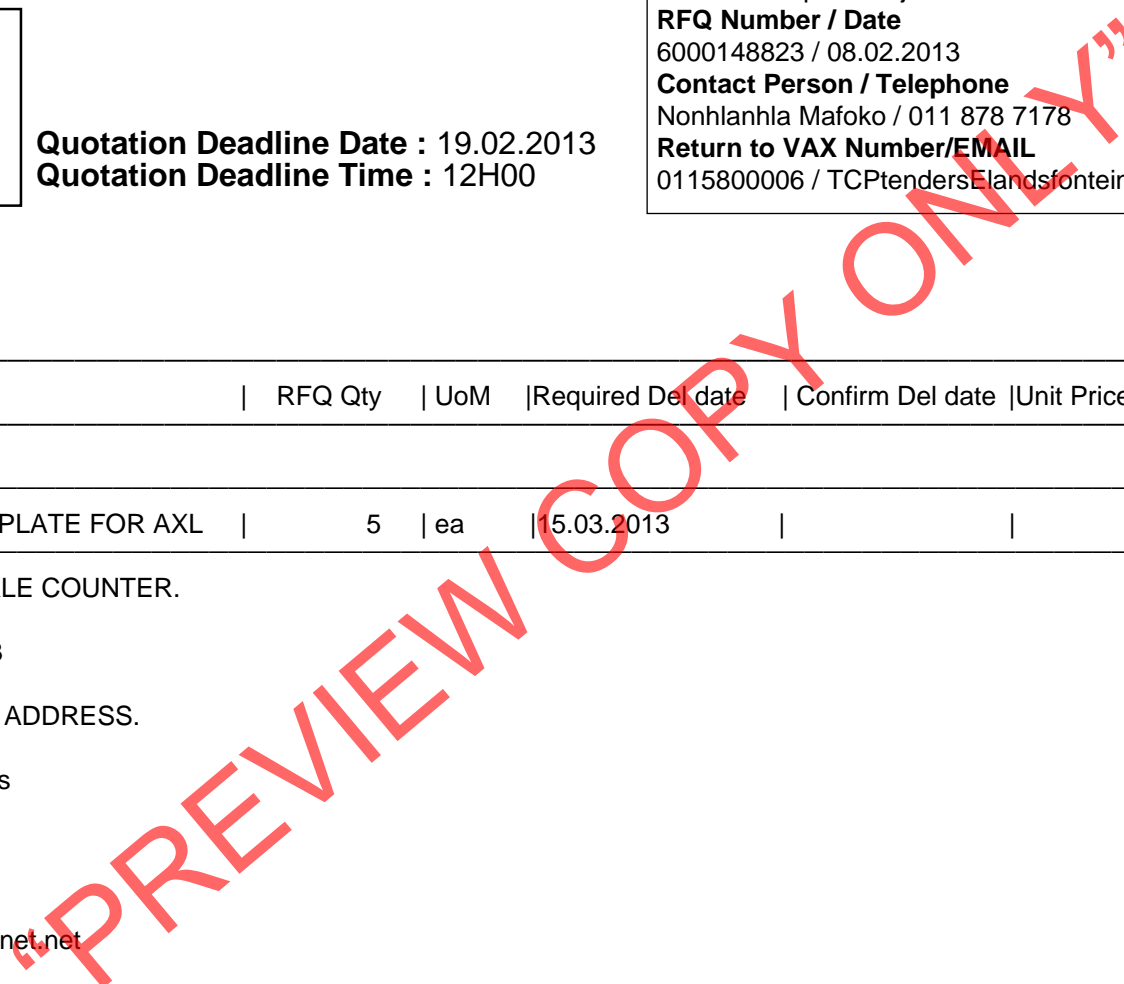 RFQ Number / Date
6000148823 / 08.02.2013
Contact Person / Telephone
Nonhlanhla Mafoko / 011 878 7178
Quotation Deadline Date : 19.02.2013
Return to VAX Number/EMAIL
Quotation Deadline Time : 12H00
0115800006 / TCPtendersElandsfontein
| RFQ Qty | UoM |Required Del date | Confirm Del date |Unit Price
PLATE FOR AXL | 5 | ea |15.03.2013 | |
LE COUNTER.
ADDRESS.
s
net.net
“PREVIEW COPY ONLY”